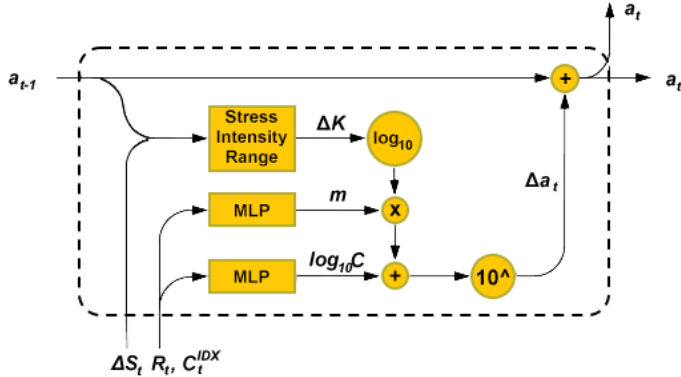 a_t
a_{t-1}
+
a_t
Stress
Intensity
Range
ΔK
log₁₀
Δa_t
MLP
m
x
MLP
log₁₀C
+
10^
ΔS_t R_t, C_t^{IDX}